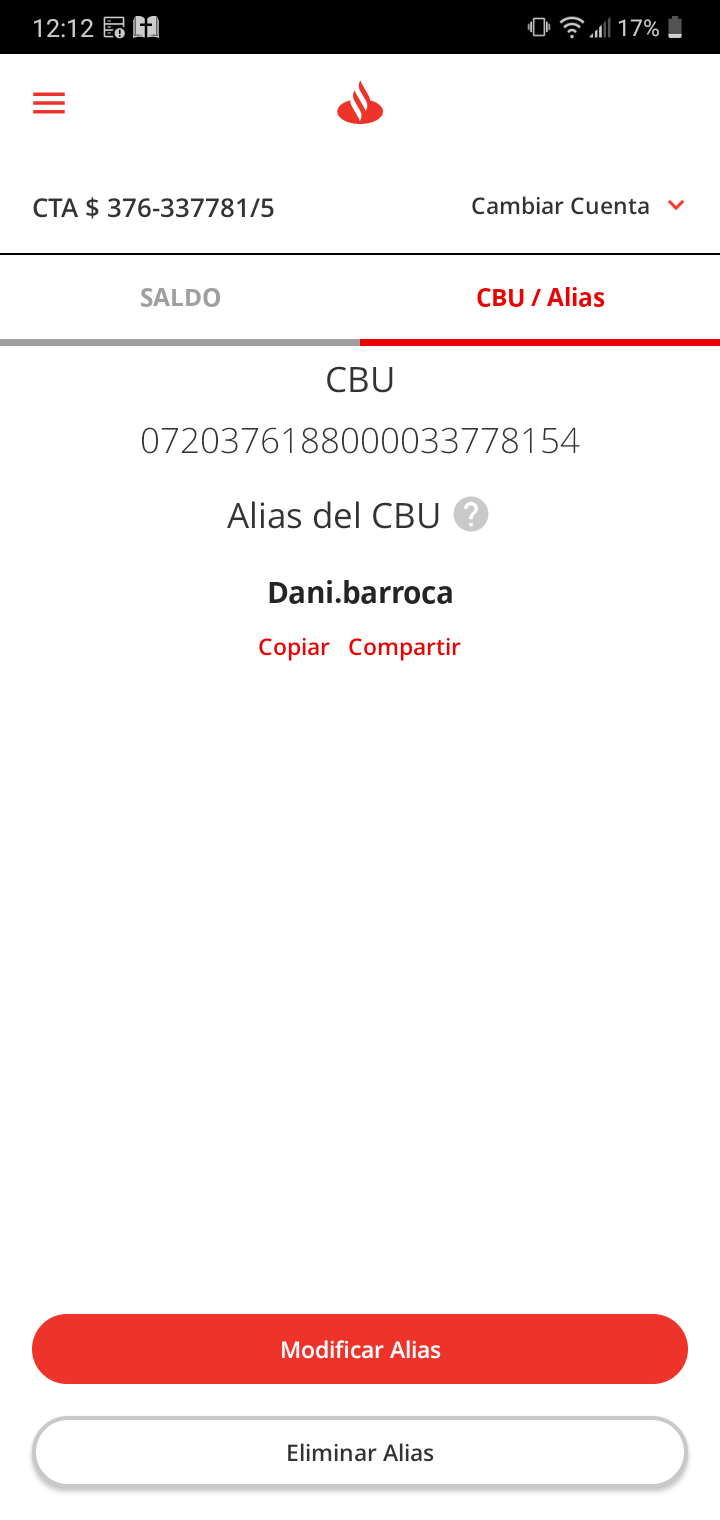 12:12 17%
CTA $ 376-337781/5 Cambiar Cuenta
SALDO CBU / Alias
CBU
0720376188000033778154
Alias del CBU ?
Dani.barroca
Copiar Compartir
Modificar Alias
Eliminar Alias